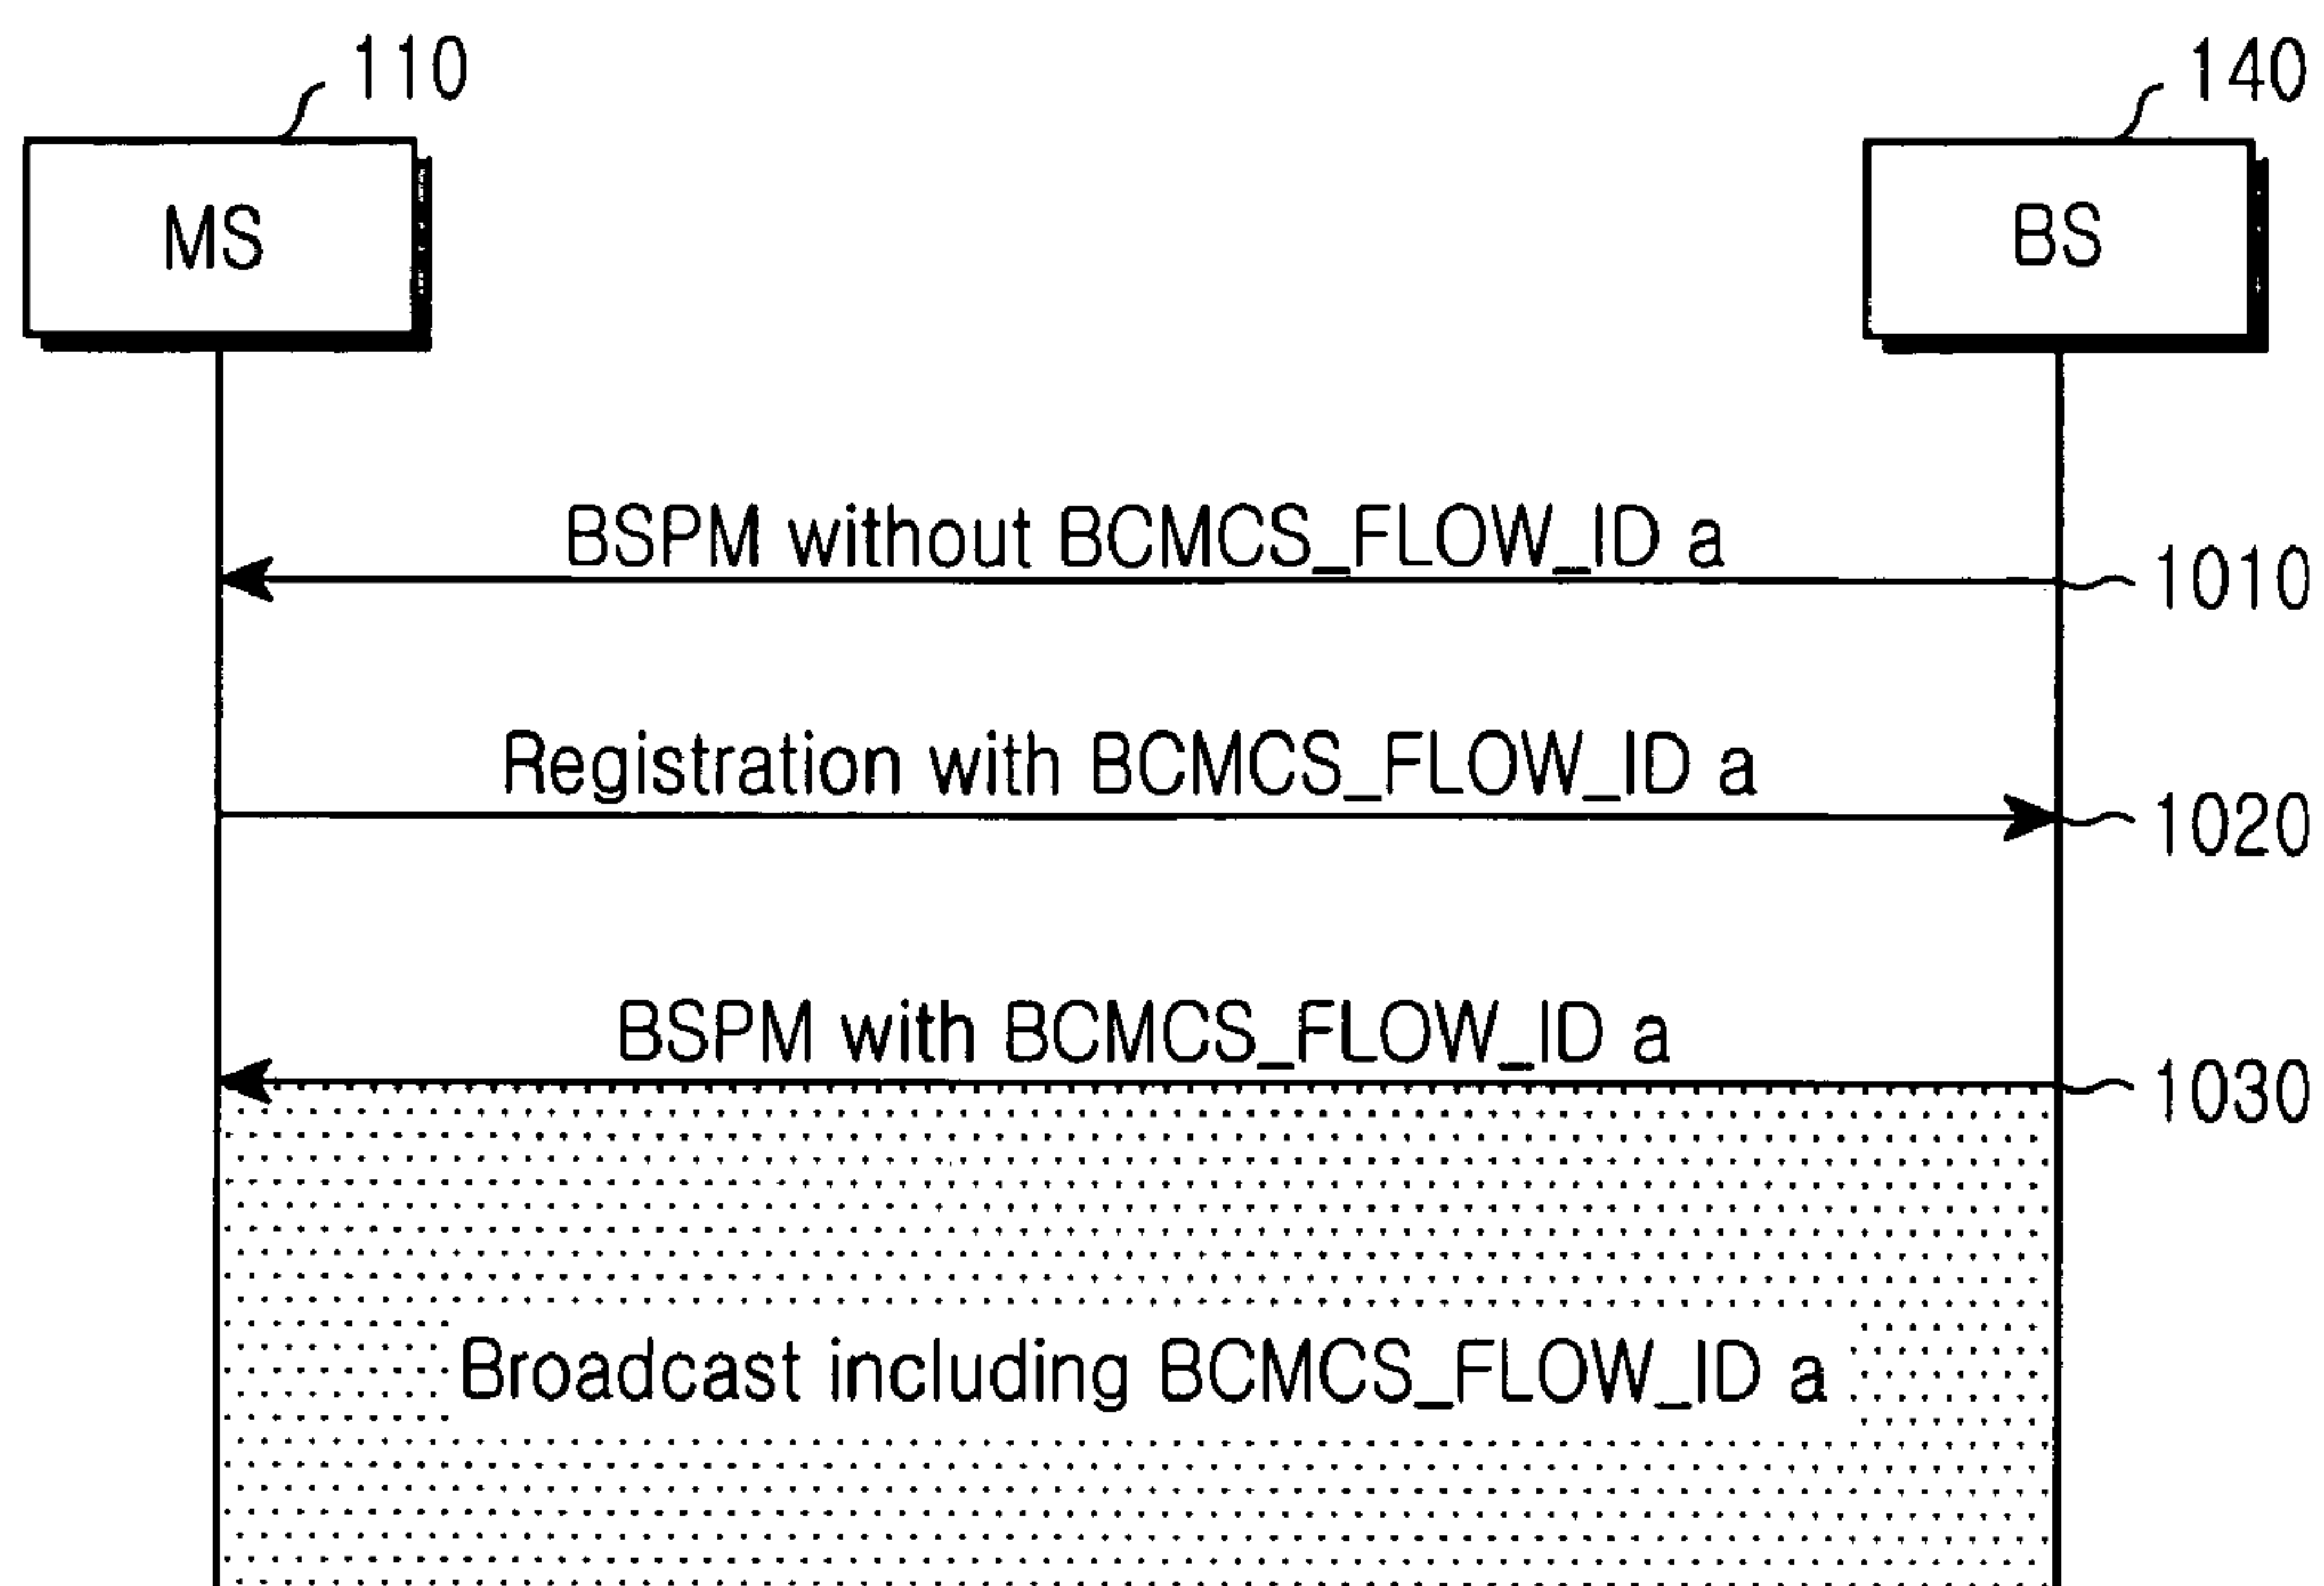 110
140
MS
BS
BSPM without BCMCS_FLOW_ID a
1010
Registration with BCMCS_FLOW_ID a
1020
BSPM with BCMCS_FLOW_ID a
1030
Broadcast including BCMCS_FLOW_ID a